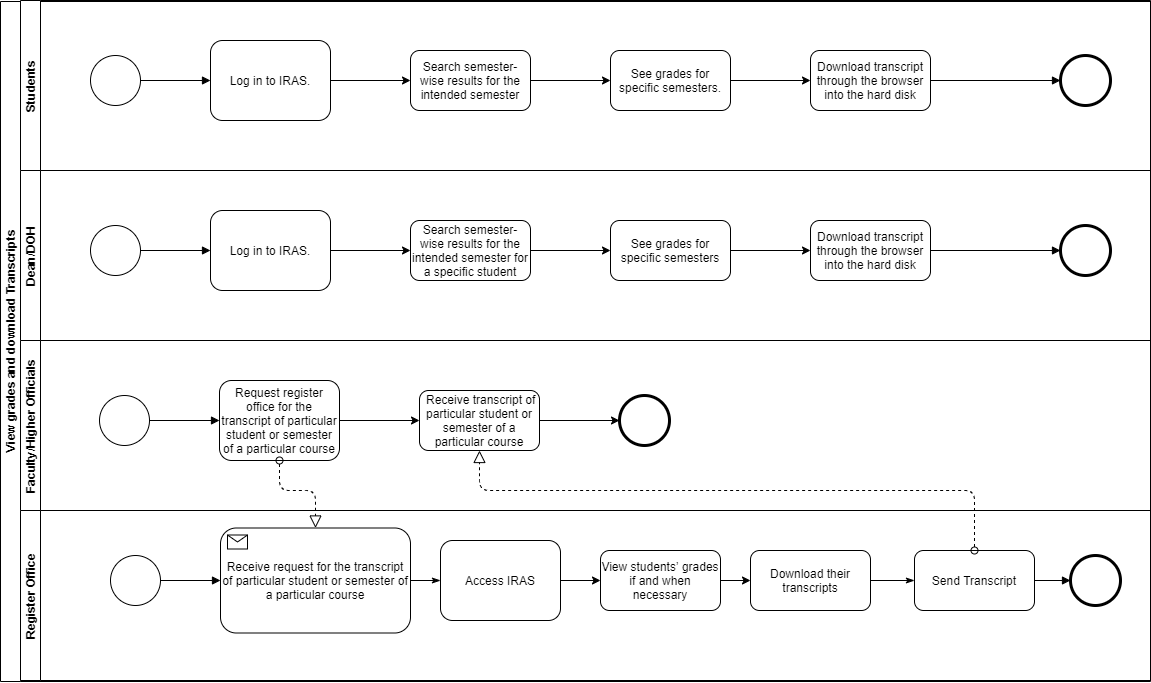 View grades and download Transcripts
Students
Log in to IRAS.
Search semester-
wise results for the
intended semester
See grades for
specific semesters.
Download transcript
through the browser
into the hard disk
Dean/DOH
Log in to IRAS.
Search semester-
wise results for the
intended semester for
a specific student
See grades for
specific semesters
Download transcript
through the browser
into the hard disk
Faculty/Higher Officials
Request register
office for the
transcript of particular
student or semester
of a particular course
Receive transcript of
particular student or
semester of a
particular course
Register Office
Receive request for the transcript
of particular student or semester of
a particular course
Access IRAS
View students' grades
if and when
necessary
Download their
transcripts
Send Transcript